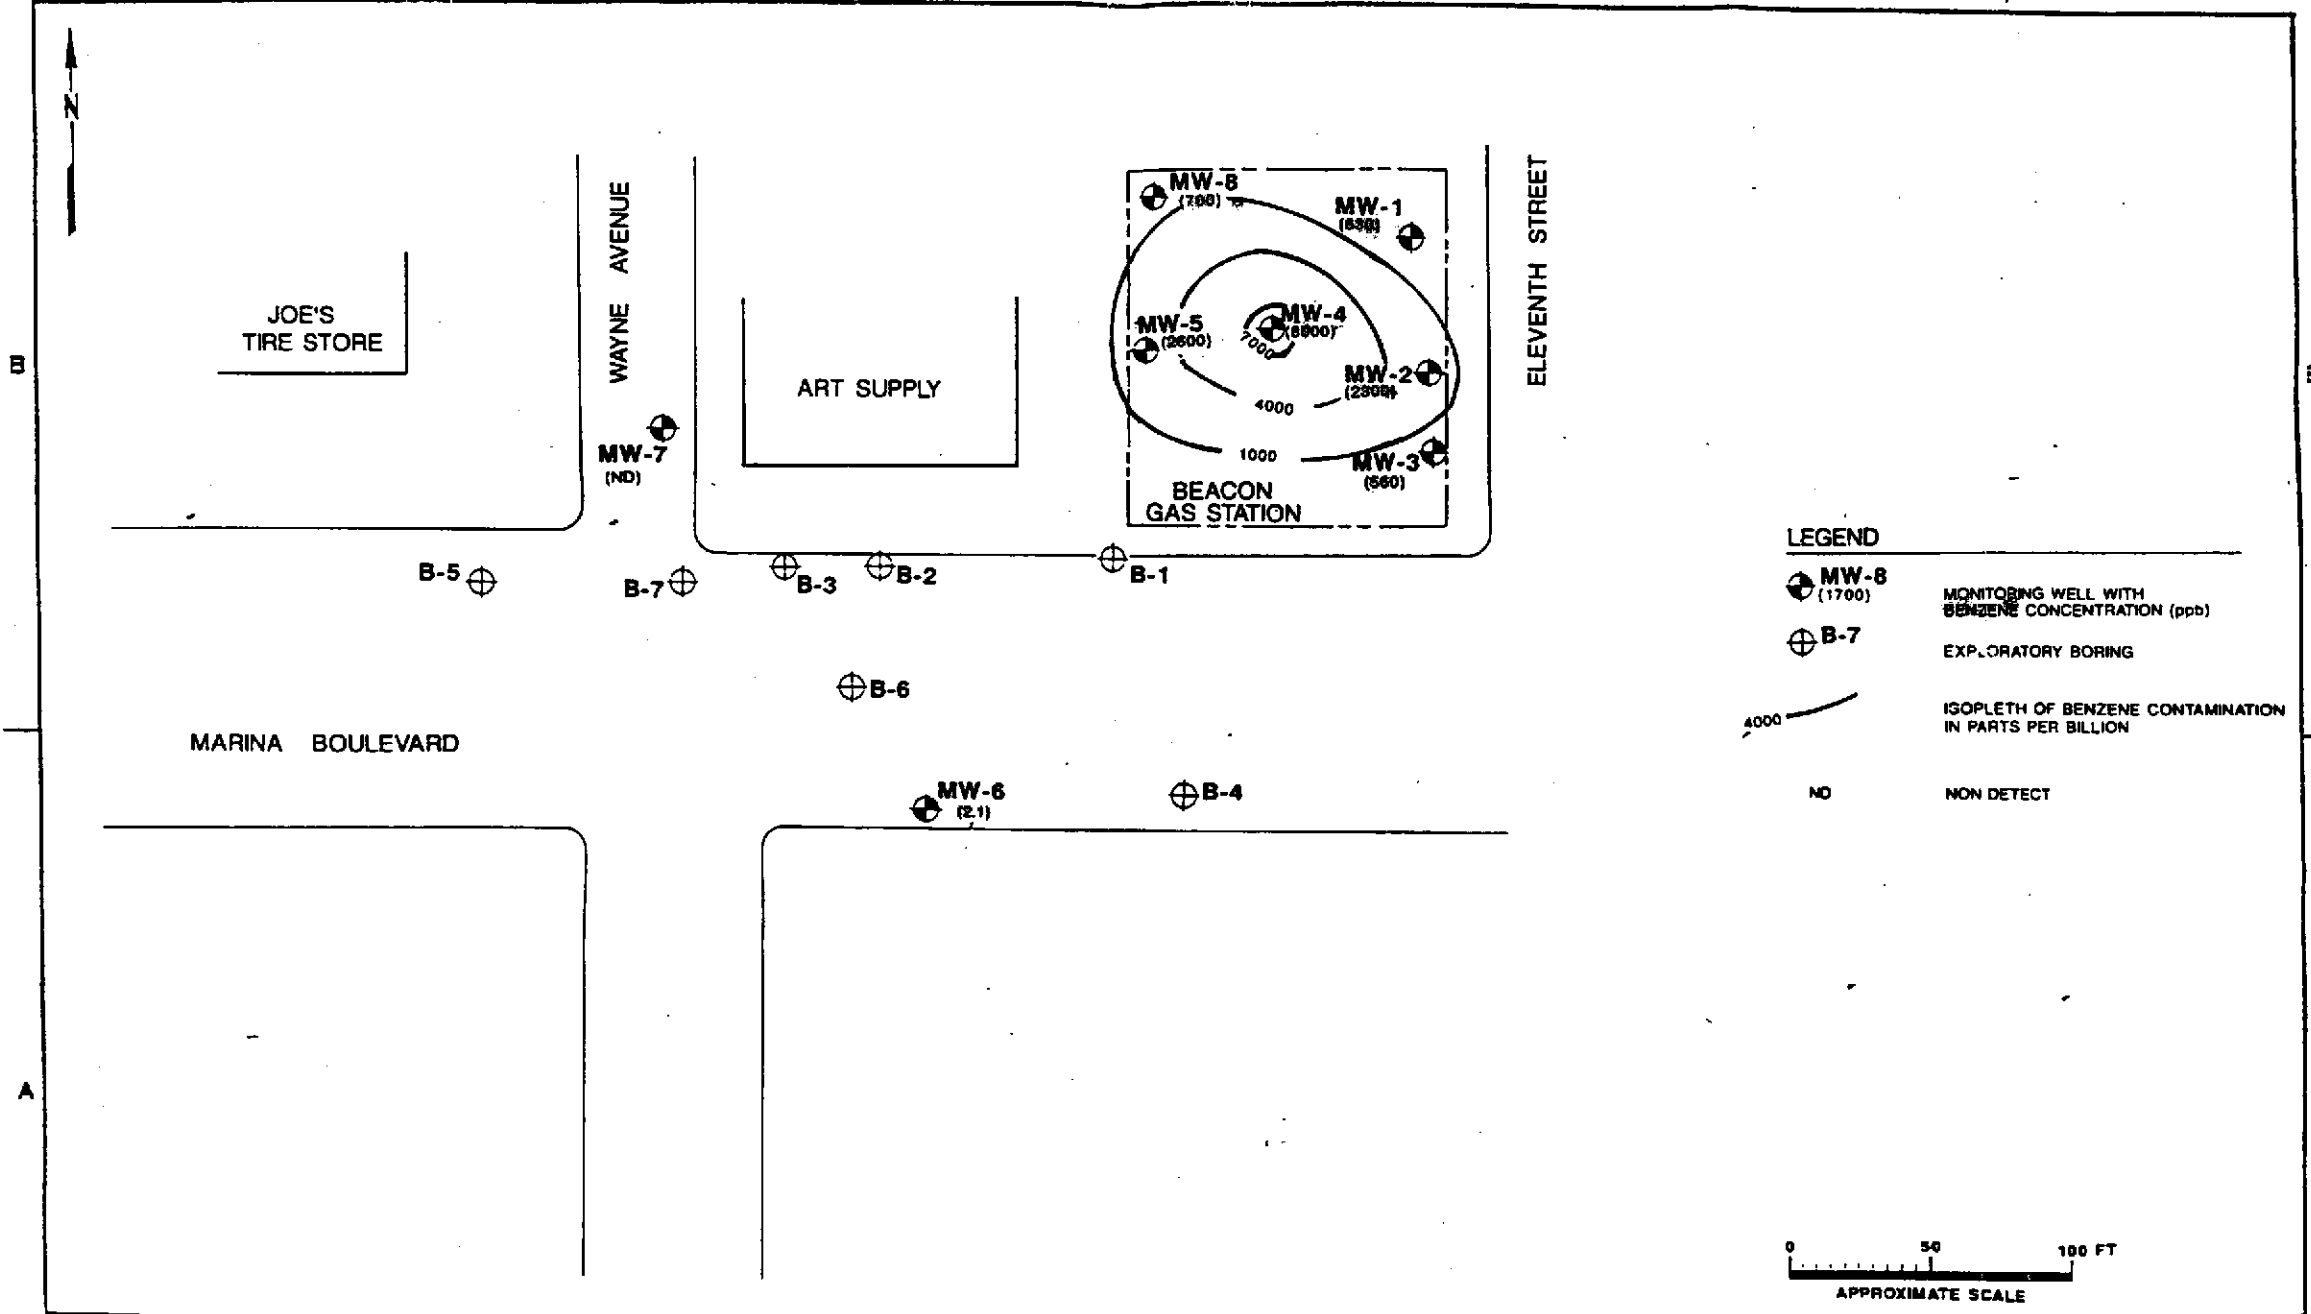 N
WAYNE AVENUE
ELEVENTH STREET
MW-8
(700)
MW-1
JOE'S
TIRE STORE
MW-5
(2600)
MW-4
7000
ART SUPPLY
MW-2
4000
B
MW-7
(ND)
1000
MW-3
(560)
BEACON
GAS STATION
B-5
B-7
B-3
B-2
B-1
B-6
MARINA BOULEVARD
MW-6
(2.1)
B-4
A
LEGEND
MW-8
(1700)
MONITORING WELL WITH
BENZENE CONCENTRATION (ppb)
B-7
EXPLORATORY BORING
4000
ISOPLETH OF BENZENE CONTAMINATION
IN PARTS PER BILLION
ND
NON DETECT
0 50 100 FT
APPROXIMATE SCALE